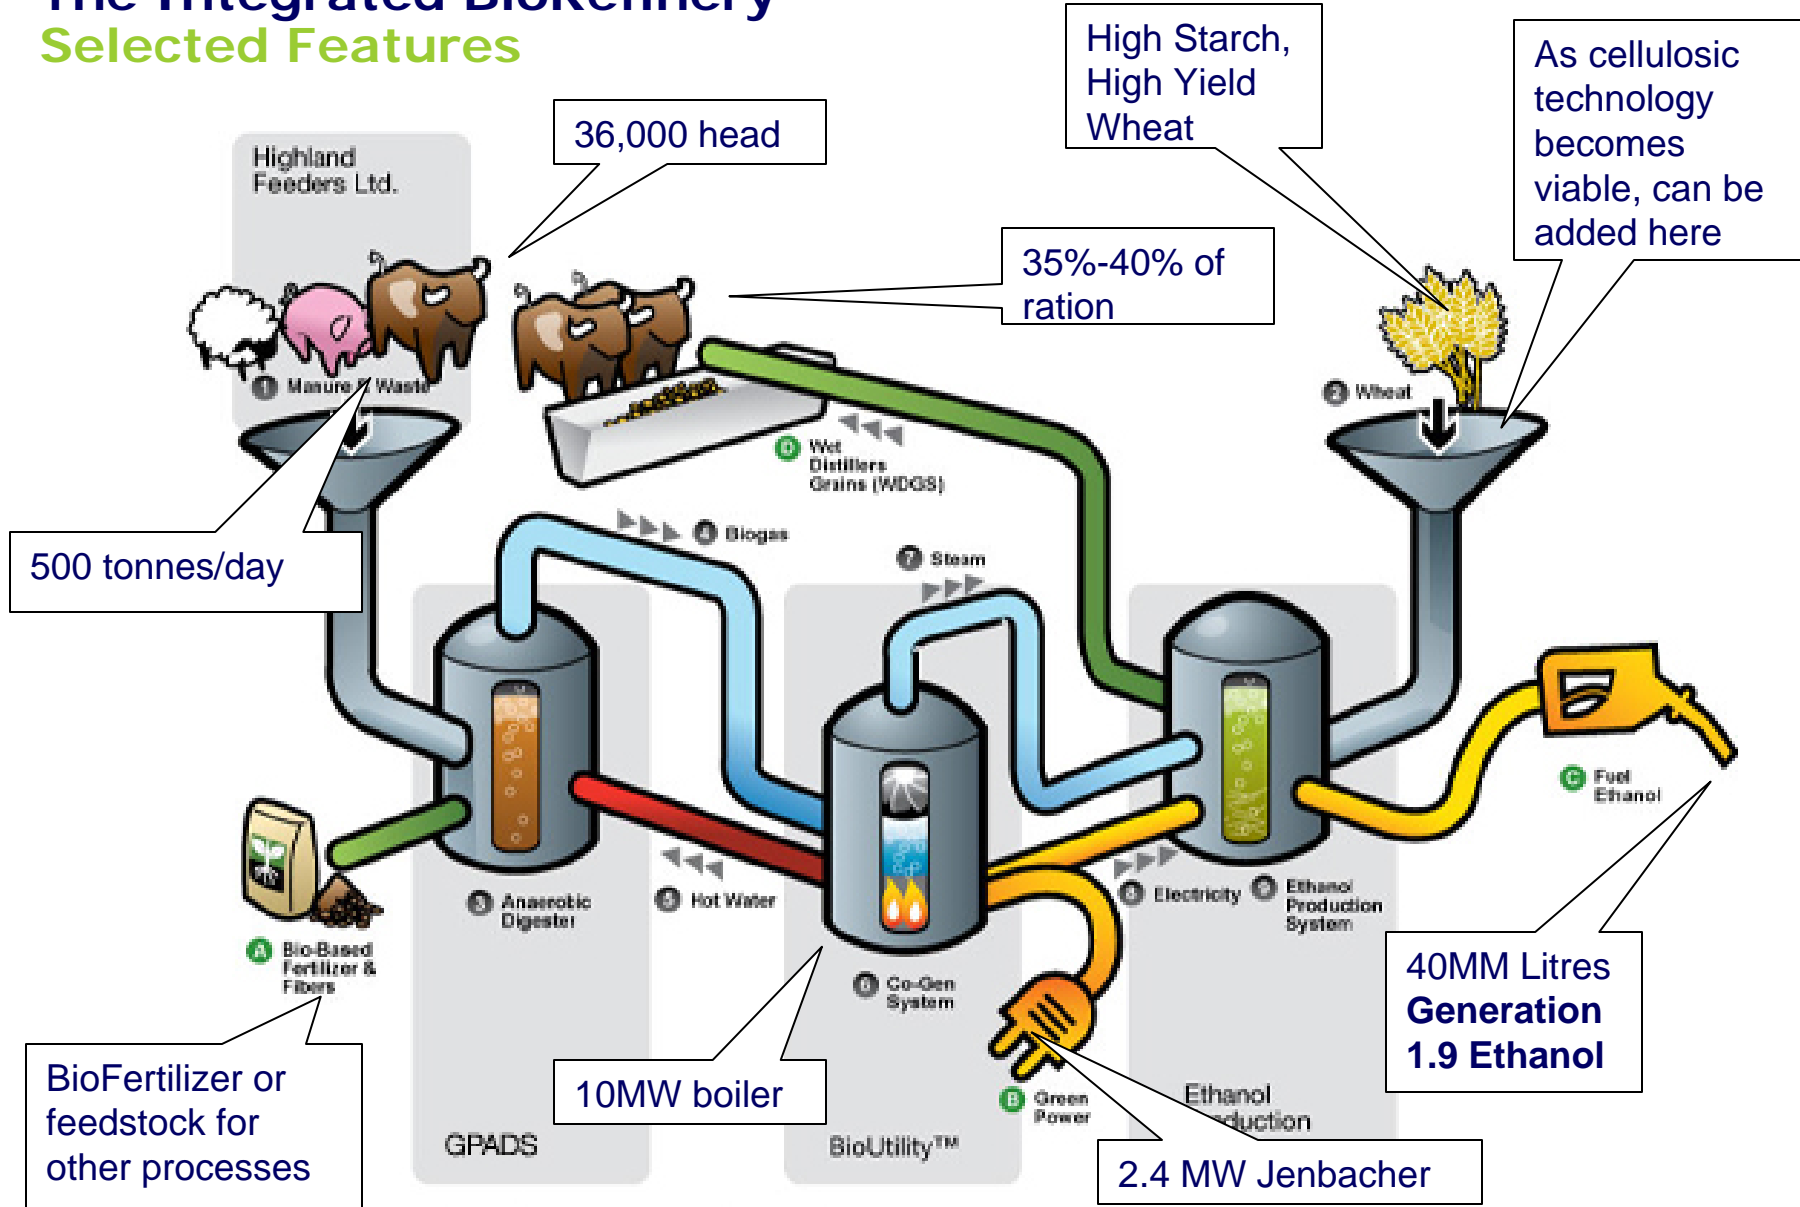 The Integrated BioRefinery
Selected Features
High Starch,
High Yield
Wheat
As cellulosic
technology
becomes
viable, can be
added here
36,000 head
Highland
Feeders Ltd.
35%-40% of
ration
1 Manure & Waste
2 Wheat
D Wet
Distillers
Grains (WDGS)
500 tonnes/day
4 Biogas
7 Steam
C Fuel
Ethanol
3 Anaerobic
Digester
5 Hot Water
8 Electricity
9 Ethanol
Production
System
A Bio-Based
Fertilizer &
Fibers
6 Co-Gen
System
40MM Litres
Generation
1.9 Ethanol
BioFertilizer or
feedstock for
other processes
10MW boiler
B Green
Power
GPADS
BioUtility™
Ethanol
duction
2.4 MW Jenbacher